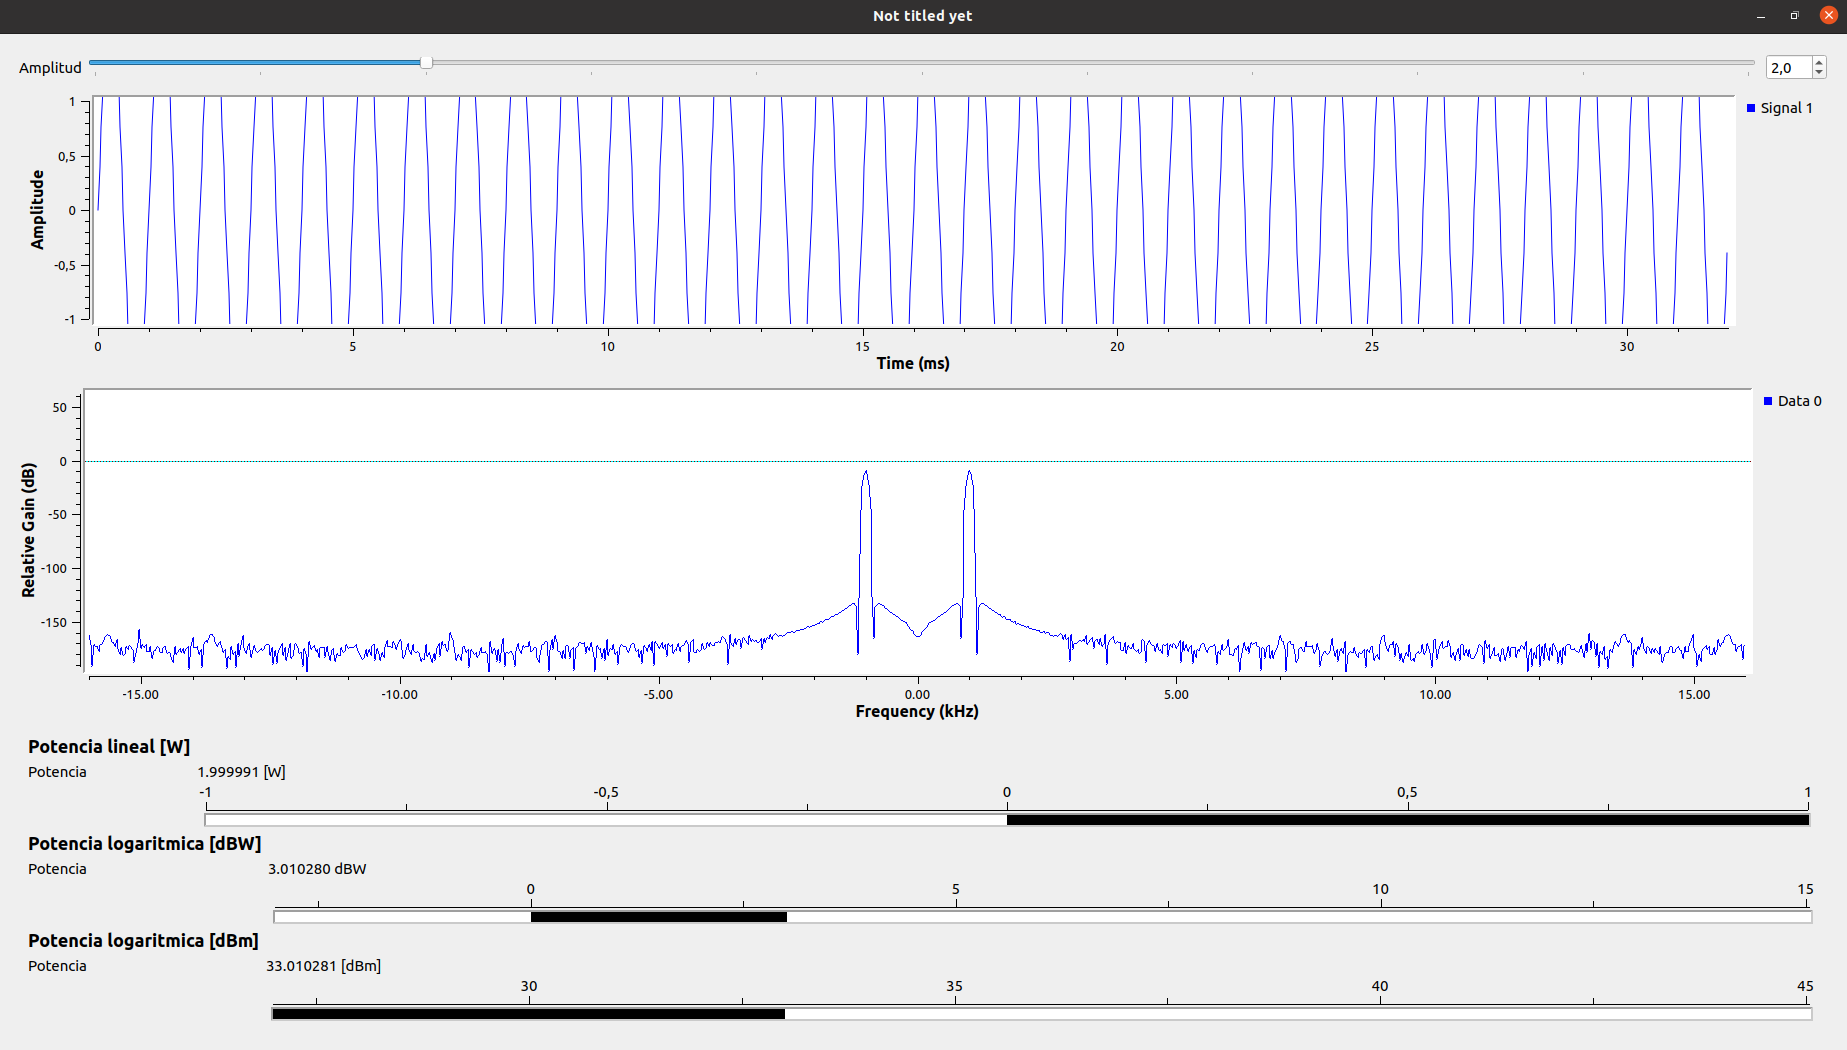 Not titled yet
Amplitud 2,0
1
0,5
0
-0,5
-1
Amplitude
Signal 1
0 5 10 15 20 25 30
Time (ms)
50
0
-50
-100
-150
Relative Gain (dB)
Data 0
-15.00 -10.00 -5.00 0.00 5.00 10.00 15.00
Frequency (kHz)
Potencia lineal [W]
Potencia 1.999991 [W]
-1 -0,5 0 0,5 1
Potencia logaritmica [dBW]
Potencia 3.010280 dBW
0 5 10 15
Potencia logaritmica [dBm]
Potencia 33.010281 [dBm]
30 35 40 45